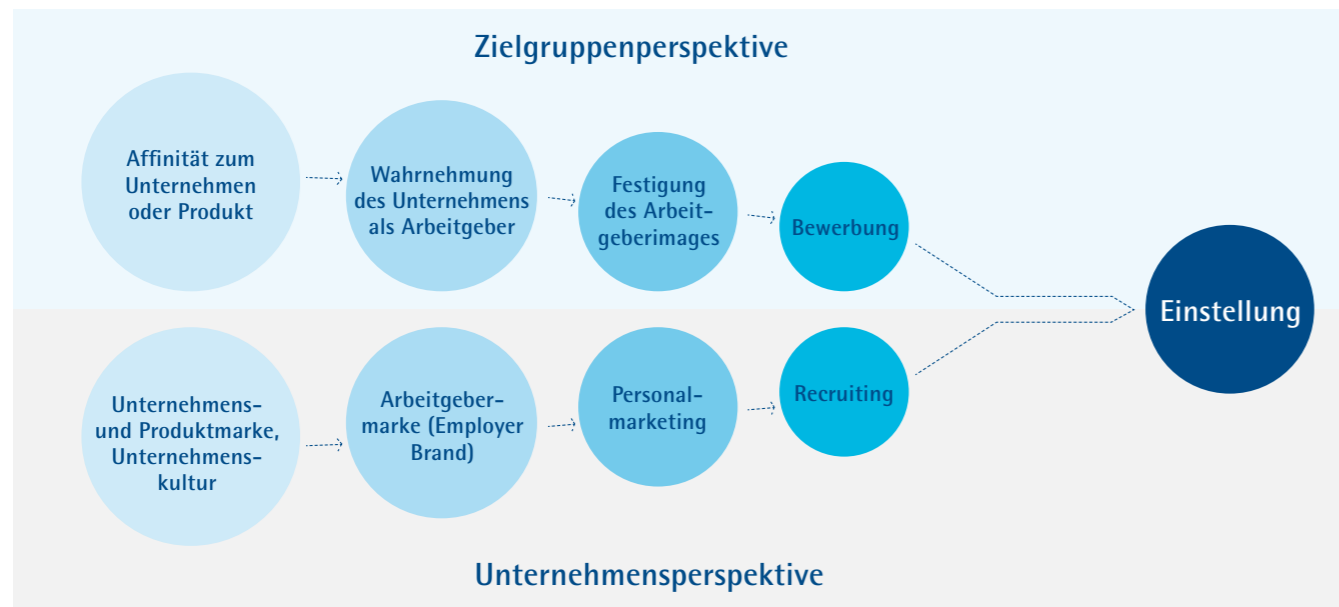 Zielgruppenperspektive
Affinität zum
Unternehmen
oder Produkt
Wahrnehmung
des Unternehmens
als Arbeitgeber
Festigung
des Arbeit-
geberimages
Bewerbung
Einstellung
Unternehmens-
und Produktmarke,
Unternehmens-
kultur
Arbeitgeber-
marke (Employer
Brand)
Personal-
marketing
Recruiting
Unternehmensperspektive